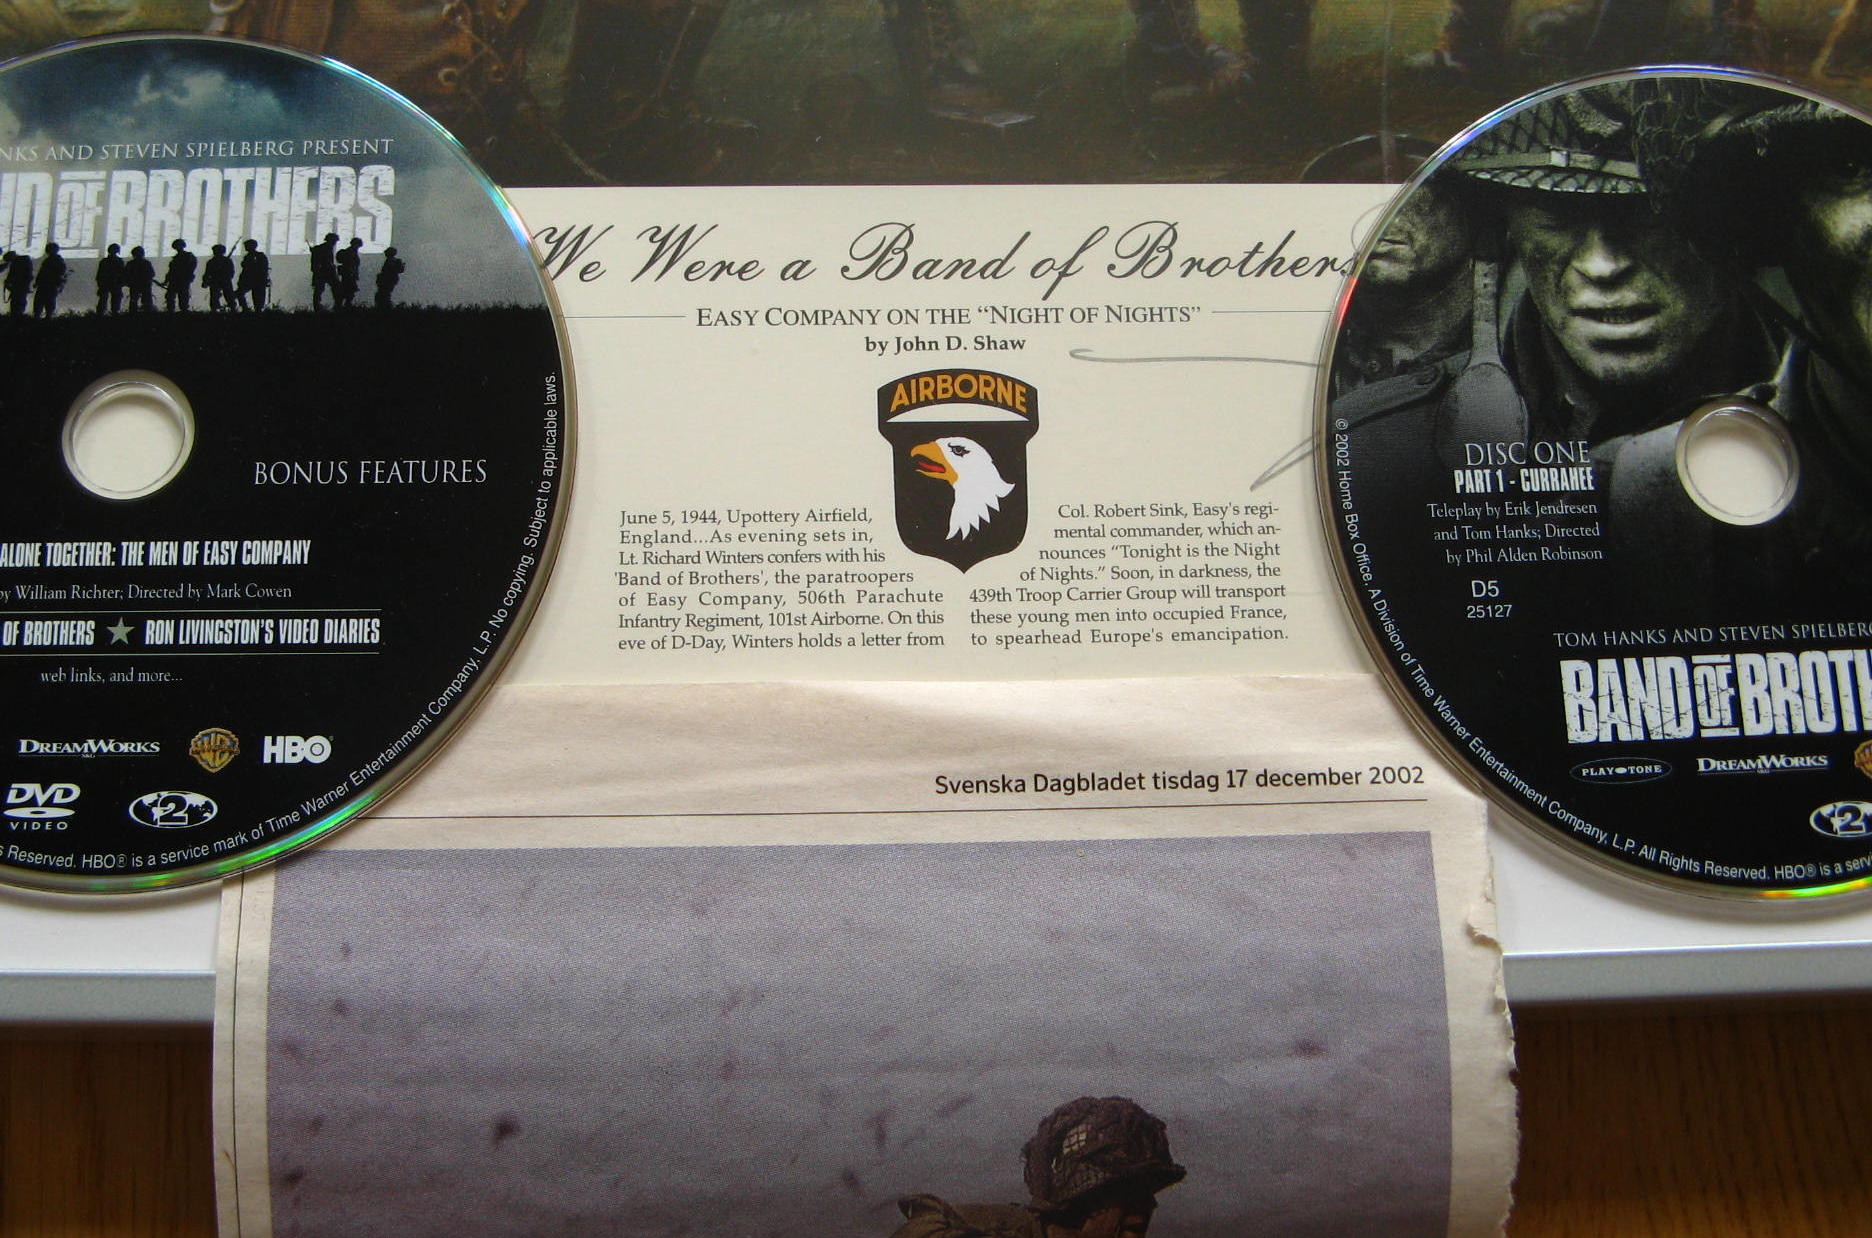 NKS AND STEVEN SPIELBERG PRESENT
ND OF BROTHERS
BONUS FEATURES
ALONE TOGETHER: THE MEN OF EASY COMPANY
by William Richter; Directed by Mark Cowen
OF BROTHERS ★ RON LIVINGSTON'S VIDEO DIARIES
web links, and more...
DREAMWORKS
SKG
WB
HBO
DVD
VIDEO
2
s Reserved. HBO® is a service mark of Time Warner Entertainment Company, L.P. No copying. Subject to applicable laws.
We Were a Band of Brothers
EASY COMPANY ON THE “NIGHT OF NIGHTS”
by John D. Shaw
AIRBORNE
June 5, 1944, Upottery Airfield,
England...As evening sets in,
Lt. Richard Winters confers with his
'Band of Brothers', the paratroopers
of Easy Company, 506th Parachute
Infantry Regiment, 101st Airborne. On this
eve of D-Day, Winters holds a letter from
Col. Robert Sink, Easy's regi-
mental commander, which an-
nounces “Tonight is the Night
of Nights.” Soon, in darkness, the
439th Troop Carrier Group will transport
these young men into occupied France,
to spearhead Europe's emancipation.
Svenska Dagbladet tisdag 17 december 2002
DISC ONE
PART 1 - CURRAHEE
Teleplay by Erik Jendresen
and Tom Hanks; Directed
by Phil Alden Robinson
D5
25127
TOM HANKS AND STEVEN SPIELBERG
BAND OF BROTH
PLAY•TONE
DREAMWORKS
SKG
2
© 2002 Home Box Office, A Division of Time Warner Entertainment Company, L.P. All Rights Reserved. HBO® is a servi